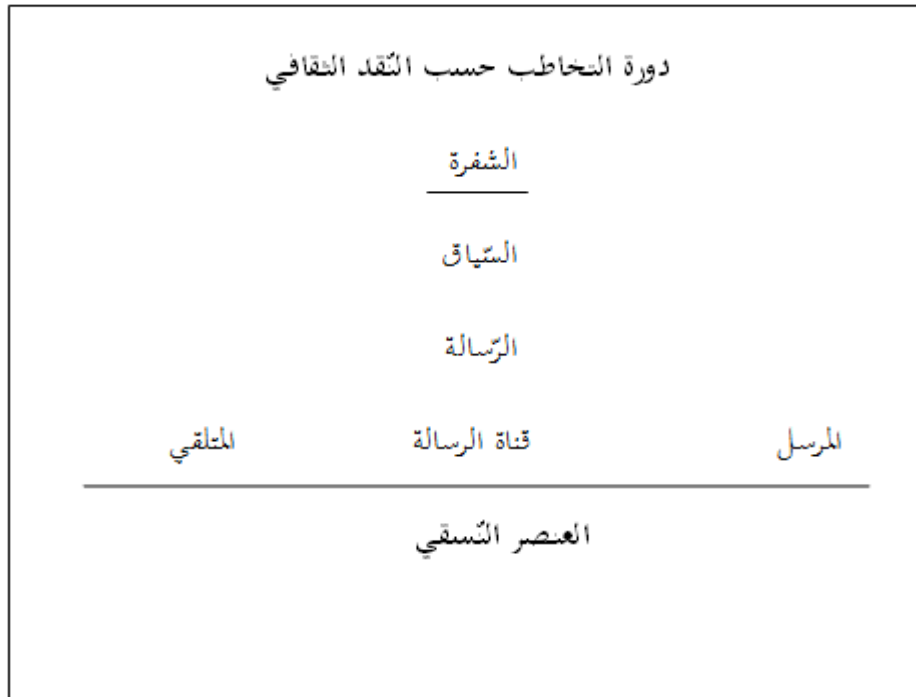 دورة التخاطب حسب النّقد الثقافي
الشفرة
السّياق
الرّسالة
المرسل قناة الرسالة المتلقي
العنصر النّسقي